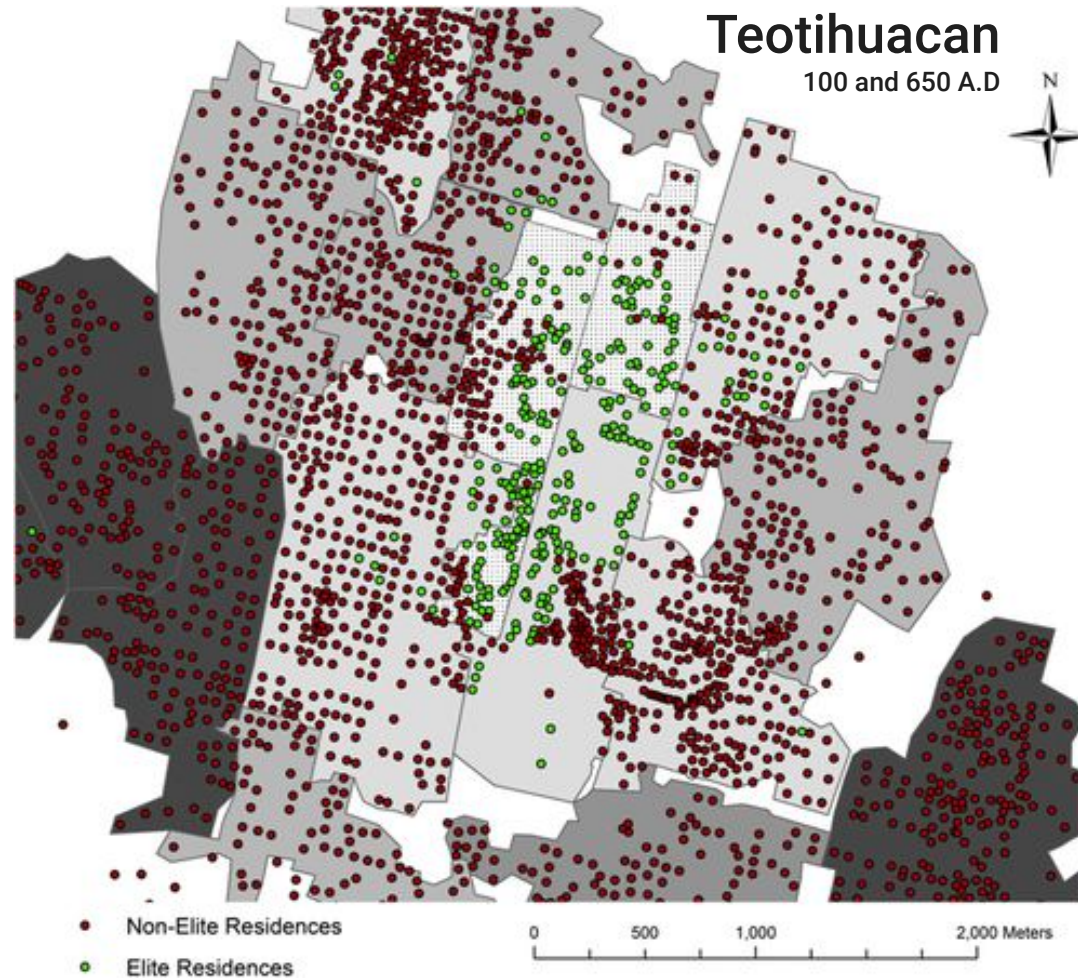 Teotihuacan
100 and 650 A.D
N
Non-Elite Residences
Elite Residences
0 500 1,000 2,000 Meters